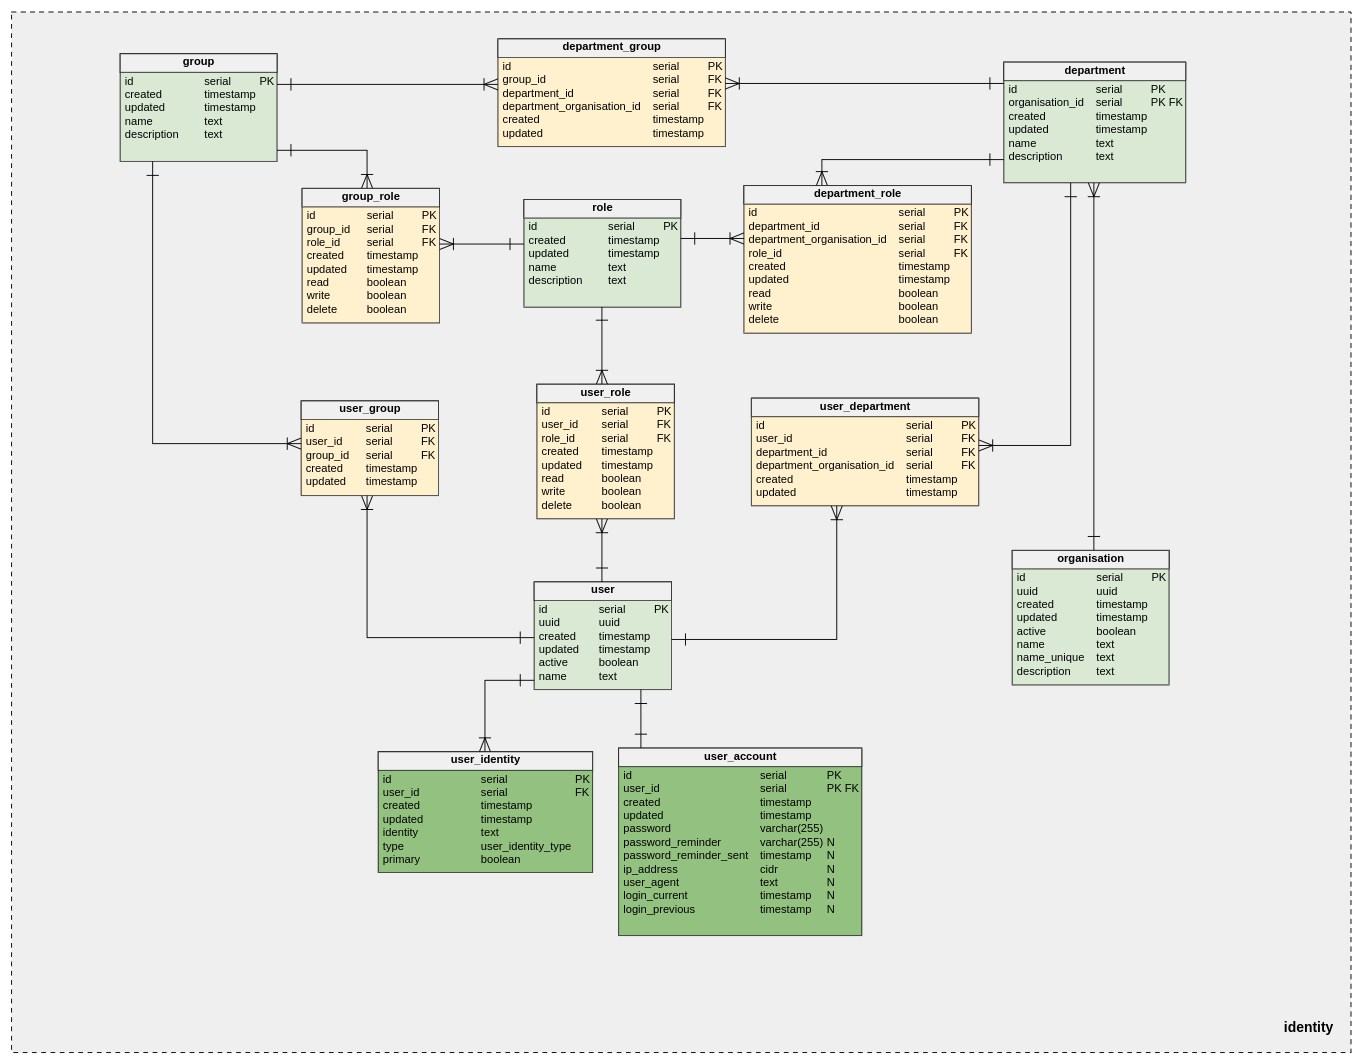 group
id serial PK
created timestamp
updated timestamp
name text
description text
department_group
id serial PK
group_id serial FK
department_id serial FK
department_organisation_id serial FK
created timestamp
updated timestamp
department
id serial PK
organisation_id serial PK FK
created timestamp
updated timestamp
name text
description text
group_role
id serial PK
group_id serial FK
role_id serial FK
created timestamp
updated timestamp
read boolean
write boolean
delete boolean
role
id serial PK
created timestamp
updated timestamp
name text
description text
department_role
id serial PK
department_id serial FK
department_organisation_id serial FK
role_id serial FK
created timestamp
updated timestamp
read boolean
write boolean
delete boolean
user_group
id serial PK
user_id serial FK
group_id serial FK
created timestamp
updated timestamp
user_role
id serial PK
user_id serial FK
role_id serial FK
created timestamp
updated timestamp
read boolean
write boolean
delete boolean
user_department
id serial PK
user_id serial FK
department_id serial FK
department_organisation_id serial FK
created timestamp
updated timestamp
organisation
id serial PK
uuid uuid
created timestamp
updated timestamp
active boolean
name text
name_unique text
description text
user
id serial PK
uuid uuid
created timestamp
updated timestamp
active boolean
name text
user_identity
id serial PK
user_id serial FK
created timestamp
updated timestamp
identity text
type user_identity_type
primary boolean
user_account
id serial PK
user_id serial PK FK
created timestamp
updated timestamp
password varchar(255)
password_reminder varchar(255) N
password_reminder_sent timestamp N
ip_address cidr N
user_agent text N
login_current timestamp N
login_previous timestamp N
identity